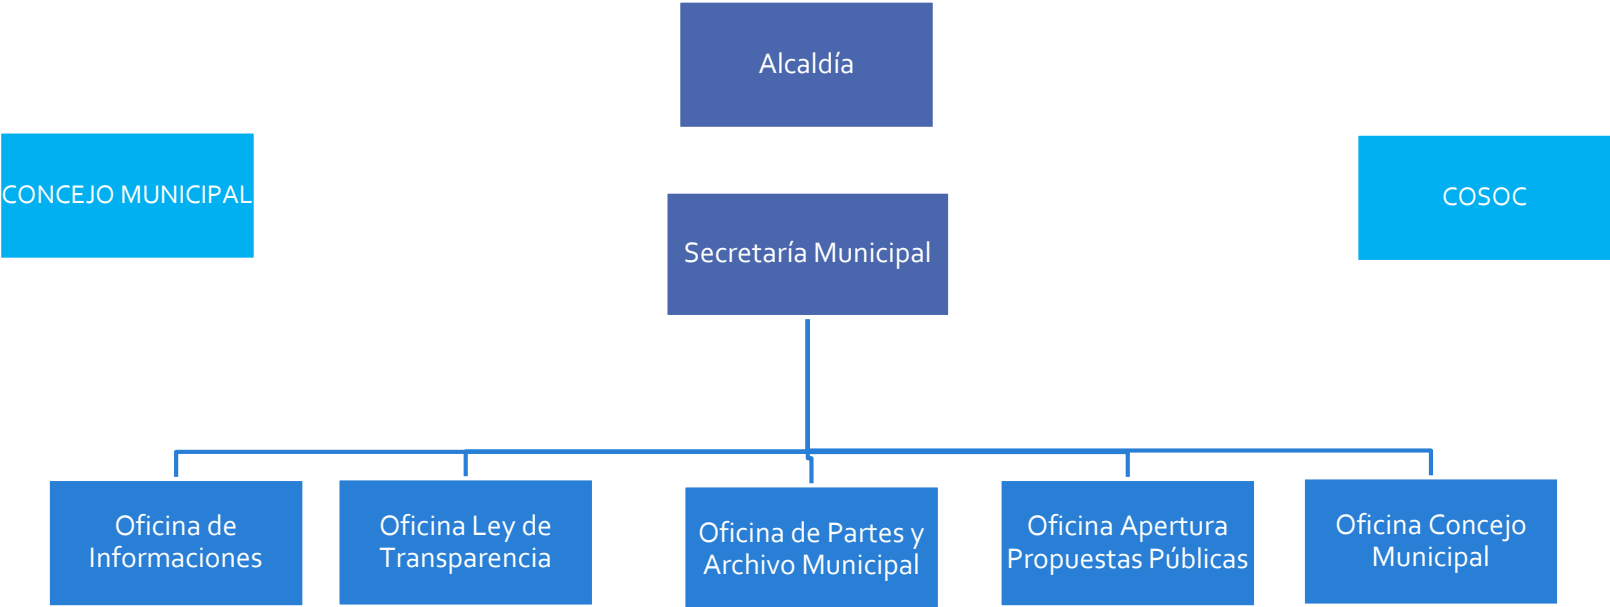 Alcaldía
CONCEJO MUNICIPAL
COSOC
Secretaría Municipal
Oficina de
Informaciones
Oficina Ley de
Transparencia
Oficina de Partes y
Archivo Municipal
Oficina Apertura
Propuestas Públicas
Oficina Concejo
Municipal